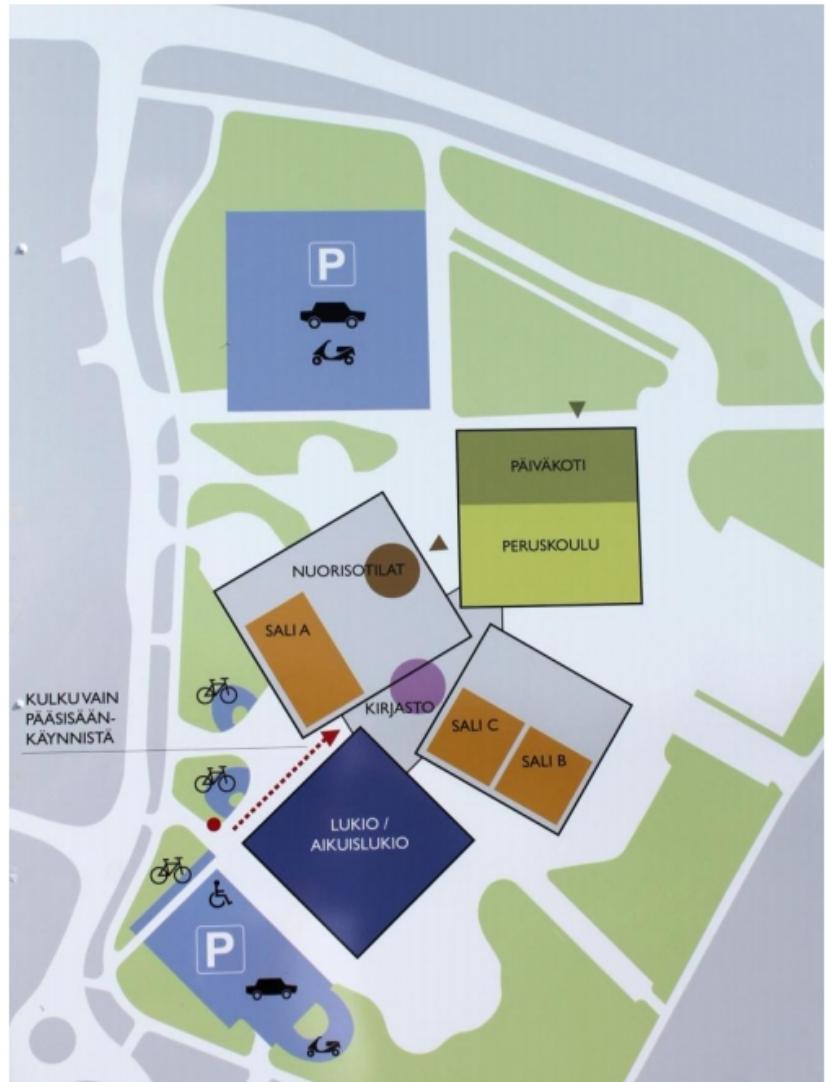 P
PÄIVÄKOTI
PERUSKOULU
NUORISOTILAT
SALI A
KULKU VAIN
PÄÄSISÄÄN-
KÄYNNISTÄ
KIRJASTO
SALI C
SALI B
LUKIO /
AIKUISLUKIO
P